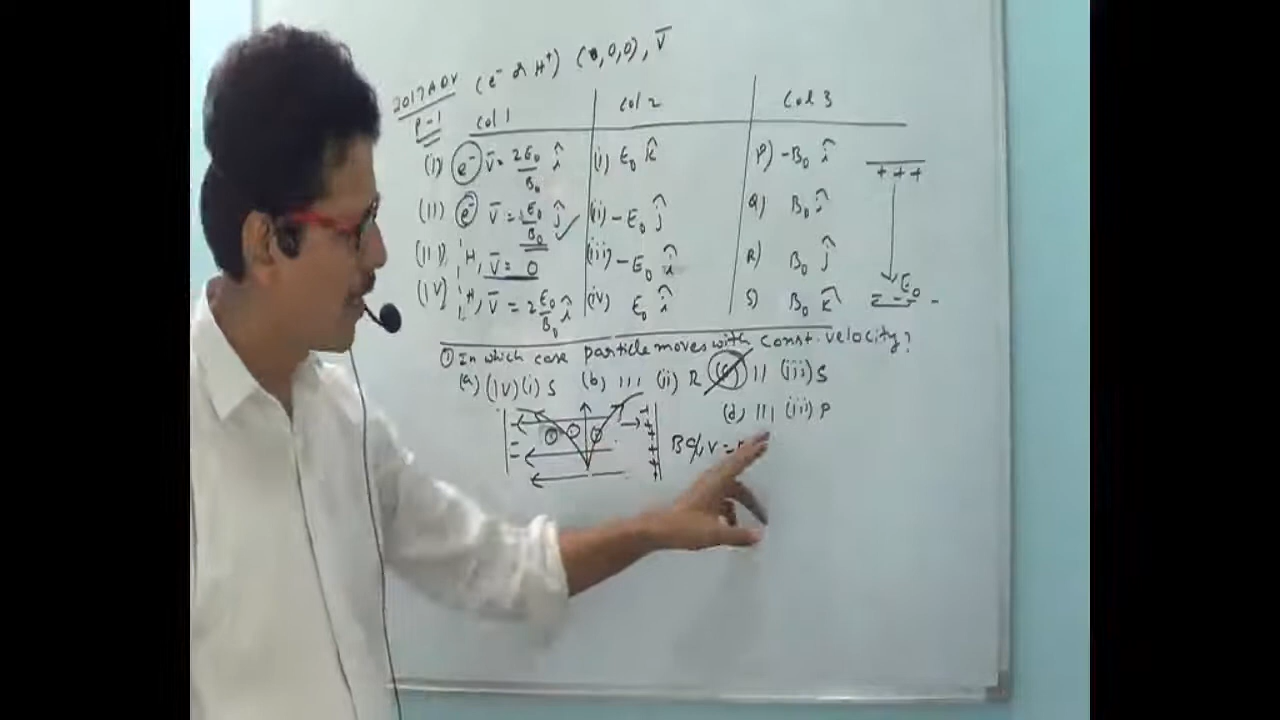 2017 ADV (e⁻ or H⁺) (0,0,0), v̄
P-1
Col 1 Col 2 Col 3
(I) e⁻ v̄ = 2E₀/B₀ î (i) E₀ k̂ P) -B₀ î
+ + +
(II) e⁻ v̄ = E₀/B₀ ĵ (ii) -E₀ ĵ Q) B₀ î
(III) ¹₁H, v̄ = 0 (iii) -E₀ î R) B₀ ĵ
(IV) ¹₁H, v̄ = 2E₀/B₀ î (iv) E₀ î S) B₀ k̂ E₀
① In which case particle moves with const. velocity?
(a) (IV) (i) S (b) III (ii) R (c) II (iii) S
(d) III (iii) P
B qv =